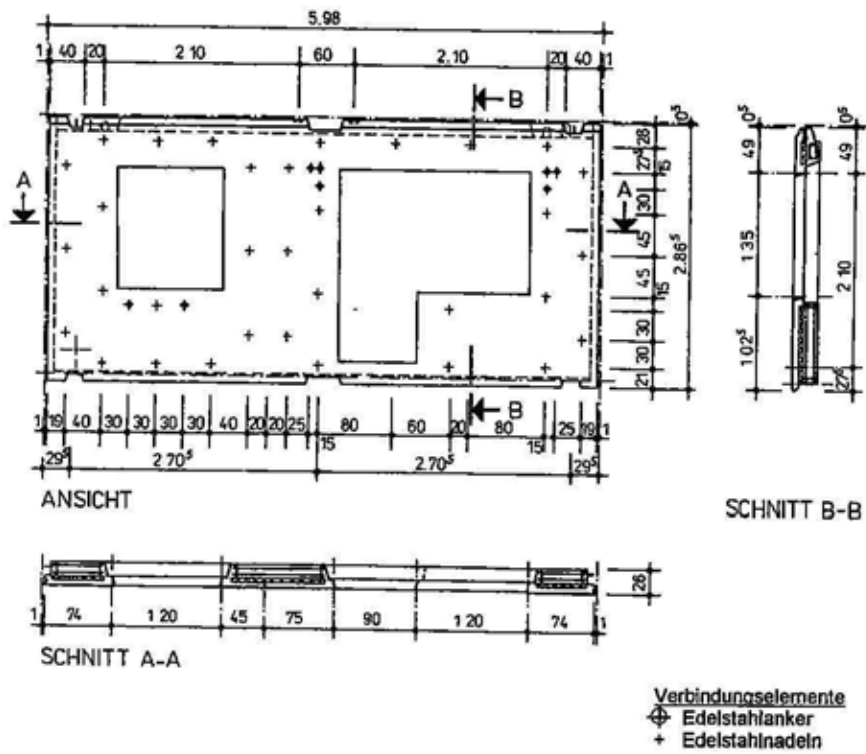 5.98
1 40 20 2 10 60 2.10 20 40 1
B
A
A
B
0⁵ 28 27⁵ 15 30 45 45 15 30 30 21
2.86⁵
0⁵ 49 1 35 1 02⁵
0⁵ 49 2 10 27⁵
1 19 40 30 30 30 30 40 20 20 25 15 80 60 20 80 15 25 19 1
29⁵ 2 70⁵ 2.70⁵ 29⁵
ANSICHT
SCHNITT B-B
26
1 74 1 20 45 75 90 1 20 74 1
SCHNITT A-A
Verbindungselemente
Edelstahlanker
Edelstahlnadeln